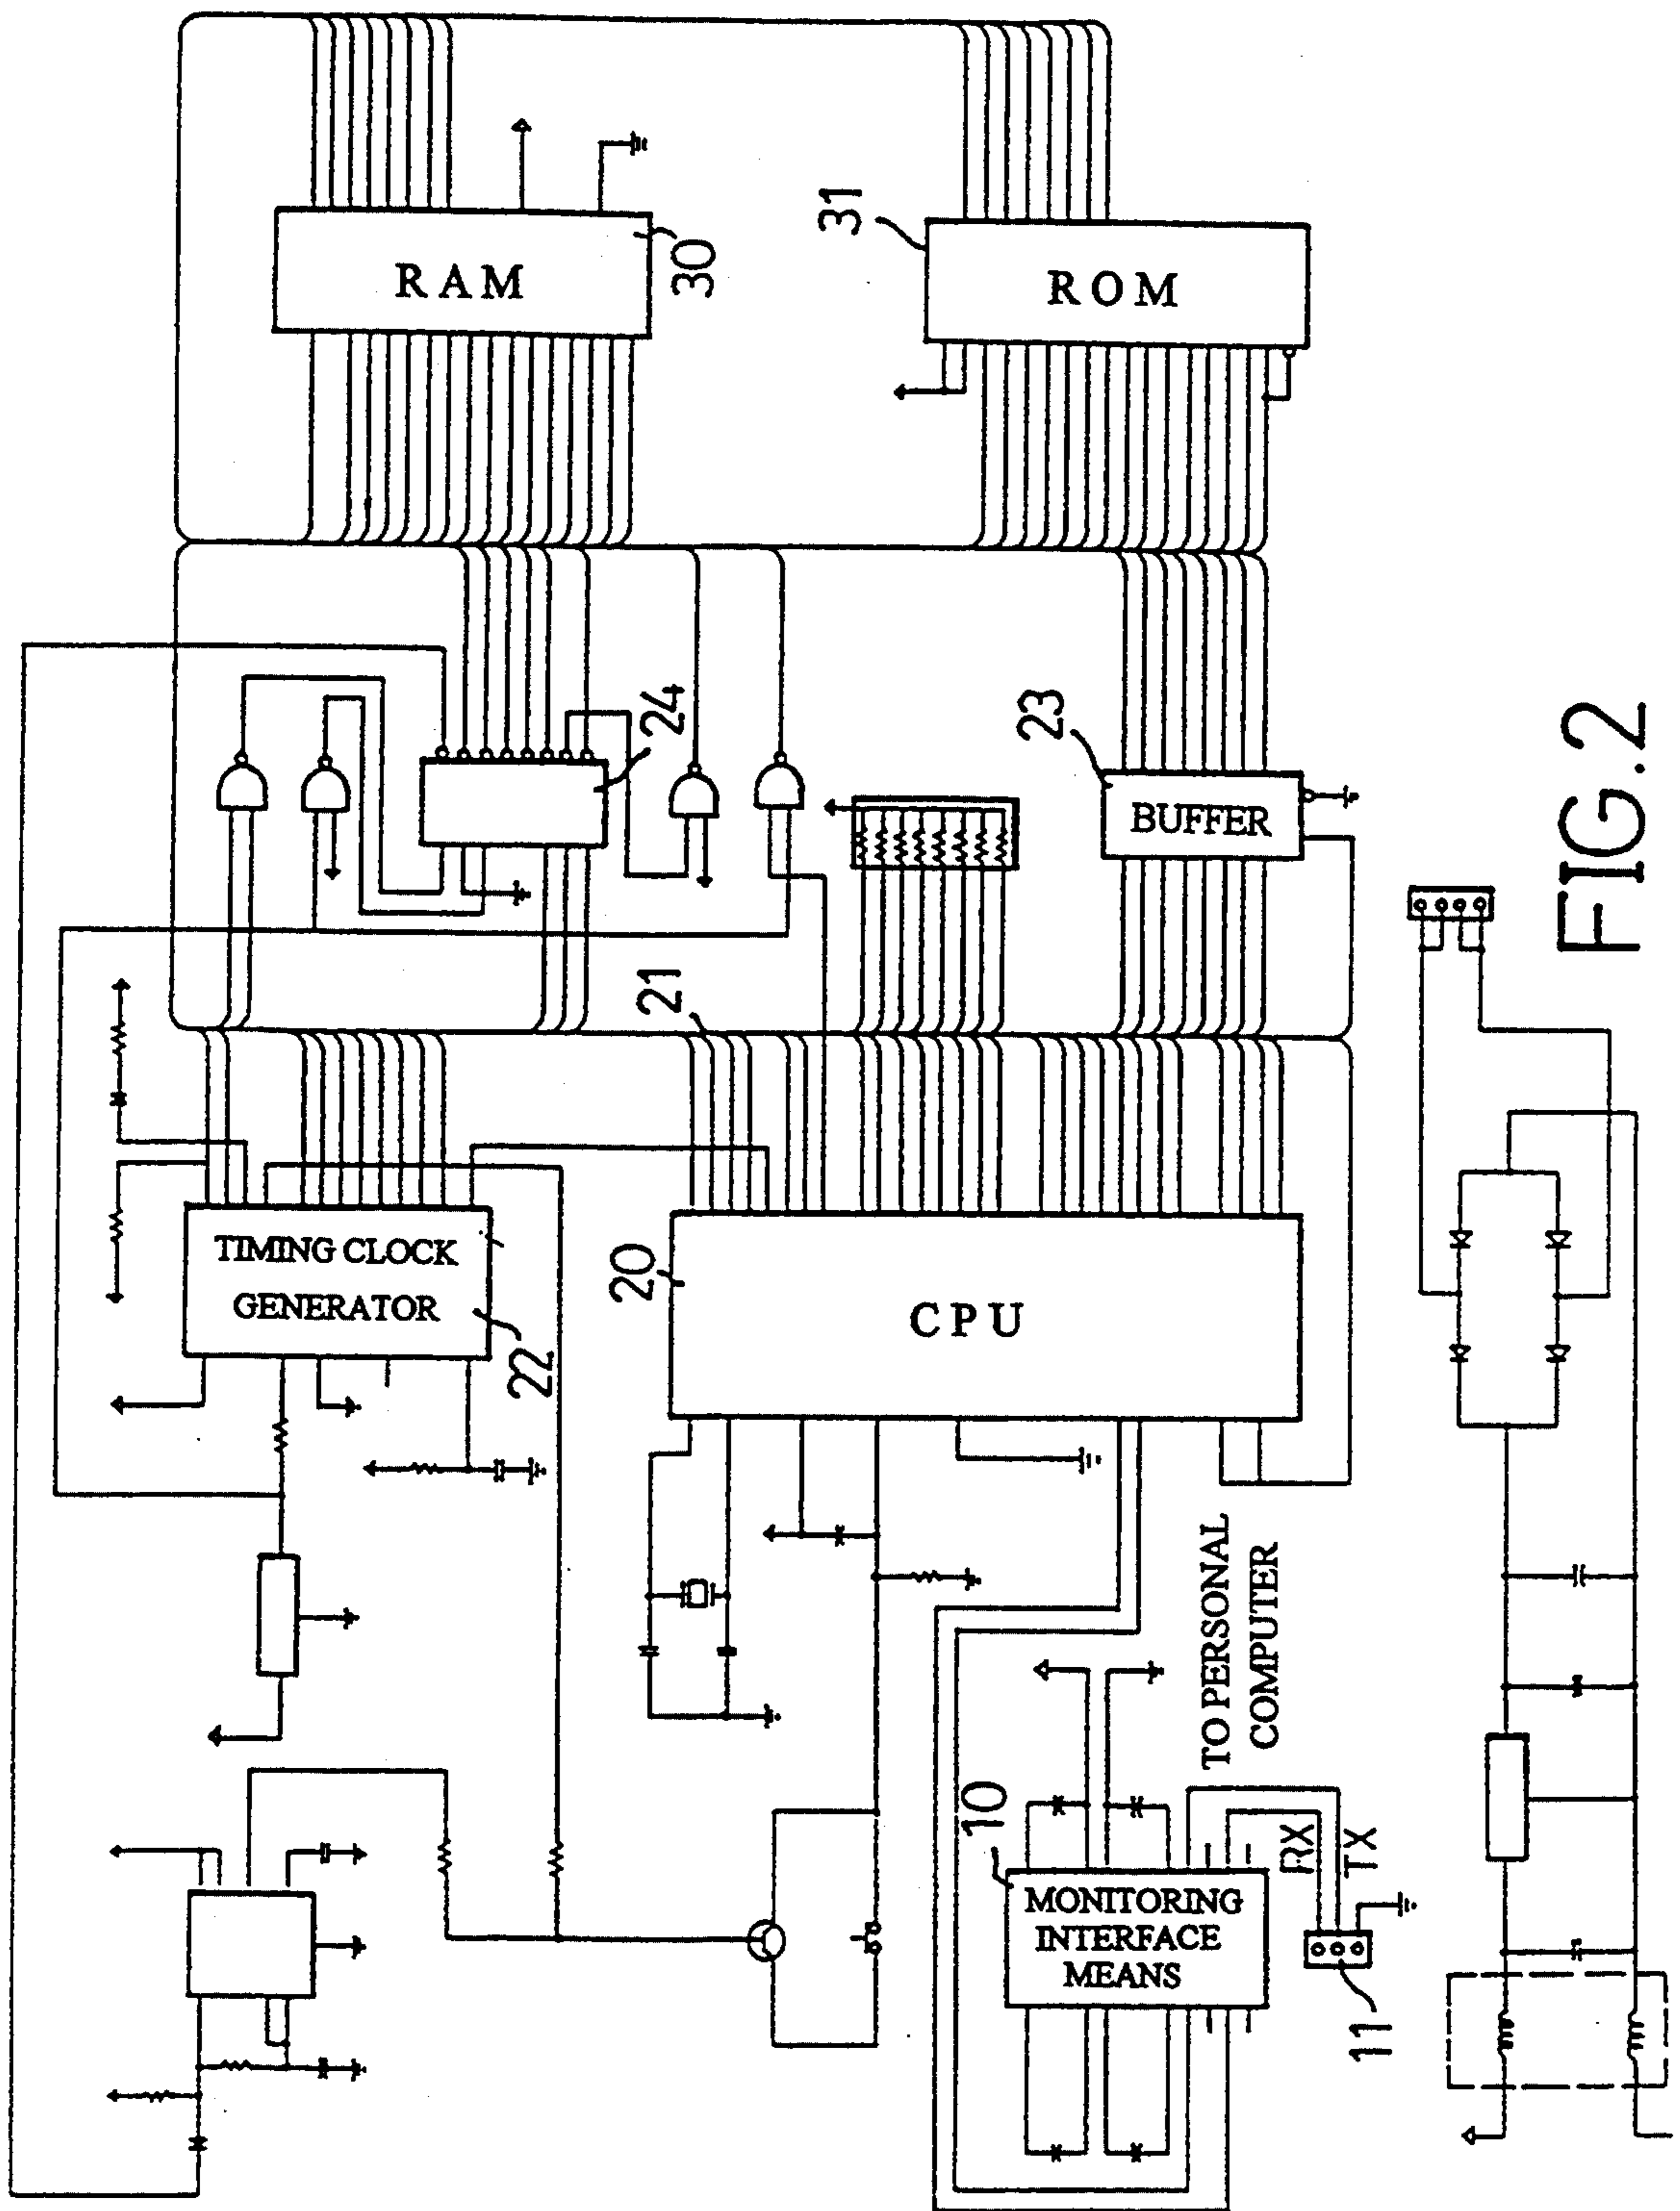 RAM
30
31
ROM
24
23
BUFFER
21
TIMING CLOCK
GENERATOR
22
20
CPU
TO PERSONAL
COMPUTER
10
MONITORING
INTERFACE
MEANS
RX
TX
11
FIG.2